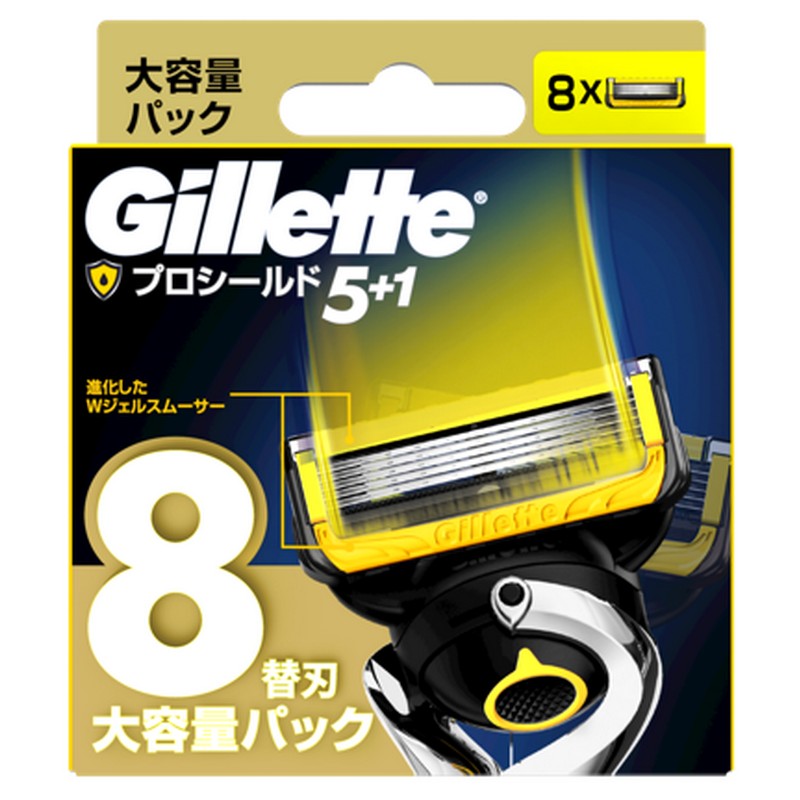 大容量
パック
8x
Gillette®
プロシールド5+1
進化した
Wジェルスムーサー
Gillette
Gillette
8
替刃
大容量パック